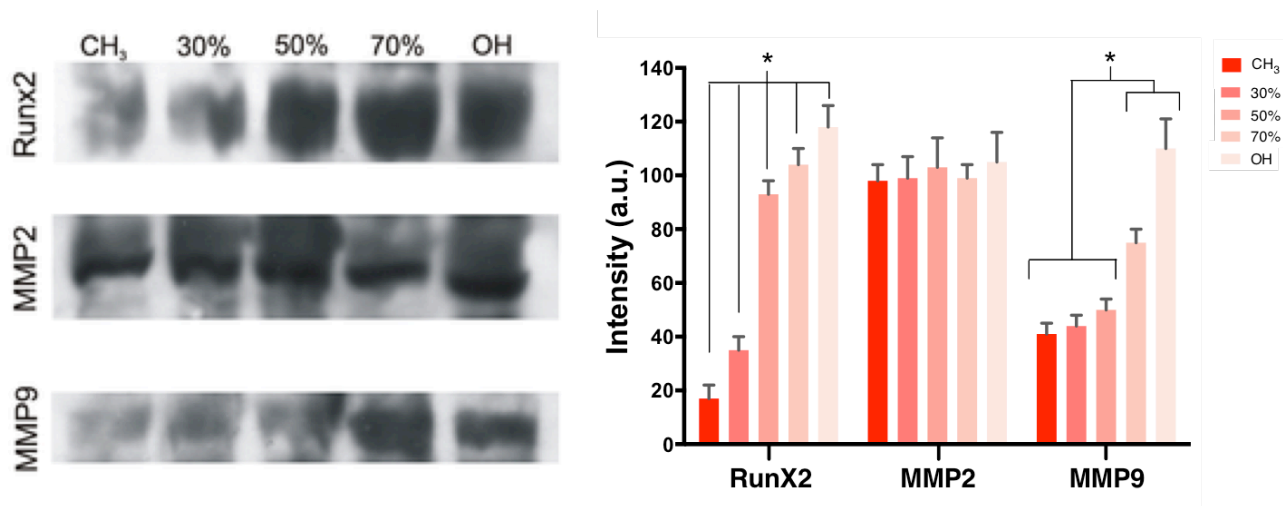 CH₃ 30% 50% 70% OH
Runx2
MMP2
MMP9
*
*
140
120
100
80
60
40
20
0
Intensity (a.u.)
RunX2 MMP2 MMP9
CH₃
30%
50%
70%
OH